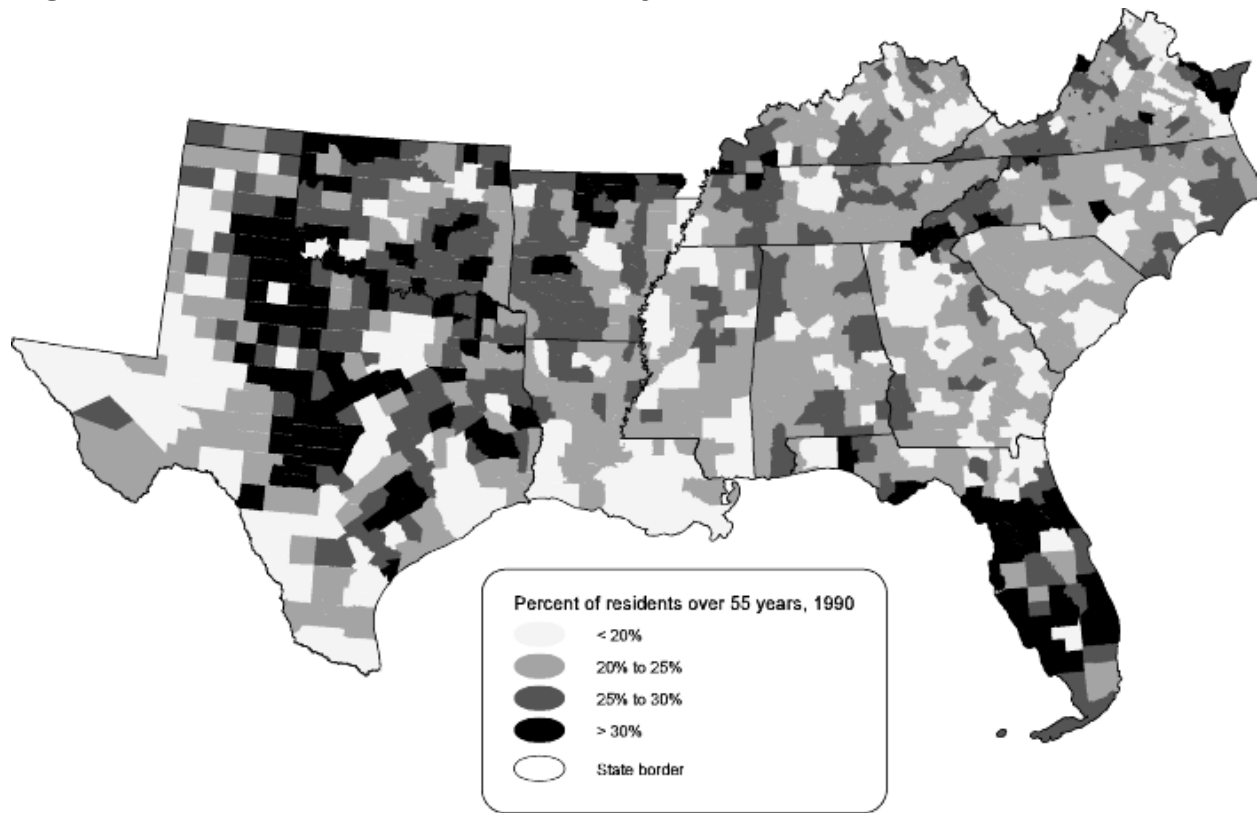 Percent of residents over 55 years, 1990
< 20%
20% to 25%
25% to 30%
> 30%
State border